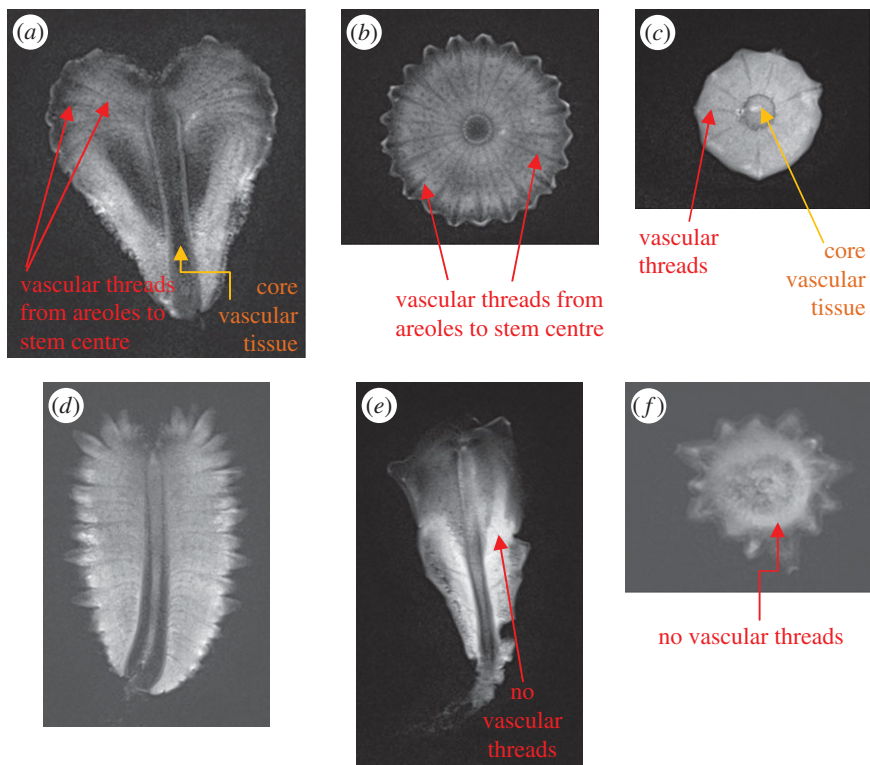 (a)
vascular threads
from areoles to
stem centre
core
vascular
tissue
(b)
vascular threads from
areoles to stem centre
(c)
vascular
threads
core
vascular
tissue
(d)
(e)
no
vascular
threads
(f)
no vascular threads